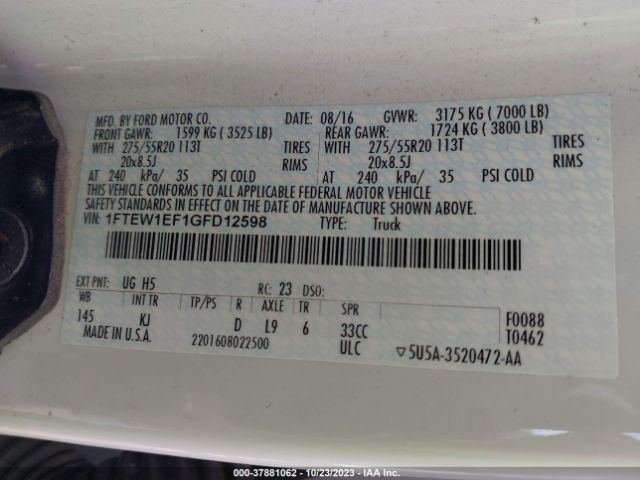 MFD. BY FORD MOTOR CO. DATE: 08/16 GVWR: 3175 KG ( 7000 LB)
FRONT GAWR: 1599 KG ( 3525 LB) REAR GAWR: 1724 KG ( 3800 LB)
WITH 275/55R20 113T TIRES WITH 275/55R20 113T TIRES
20x8.5J RIMS 20x8.5J RIMS
AT 240 kPa/ 35 PSI COLD AT 240 kPa/ 35 PSI COLD
THIS VEHICLE CONFORMS TO ALL APPLICABLE FEDERAL MOTOR VEHICLE
SAFETY STANDARDS IN EFFECT ON THE DATE OF MANUFACTURE SHOWN ABOVE.
VIN: 1FTEW1EF1GFD12598 TYPE: Truck
EXT PNT: UG H5 RC: 23 DSO:
WB INT TR TP/PS R AXLE TR SPR F0088
145 KJ D L9 6 33CC T0462
MADE IN U.S.A. 2201608022500 ULC ▽5U5A-3520472-AA
000-37881062 - 10/23/2023 - IAAI.COM